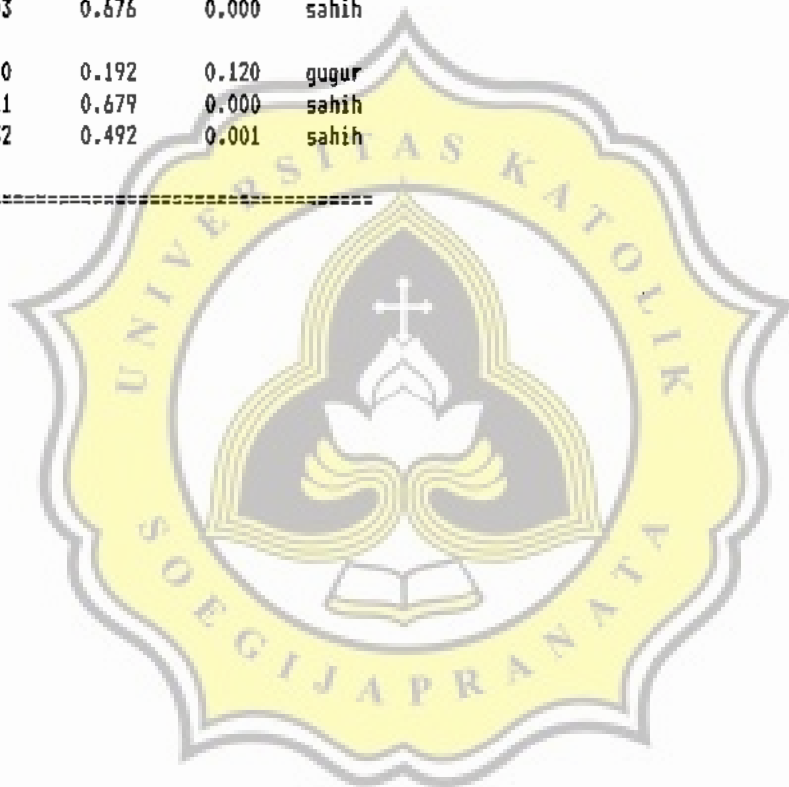 3 0.676 0.000 sahih
0 0.192 0.120 gugur
1 0.679 0.000 sahih
2 0.492 0.001 sahih
UNIVERSITAS KATOLIK
SOEGIJAPRANATA